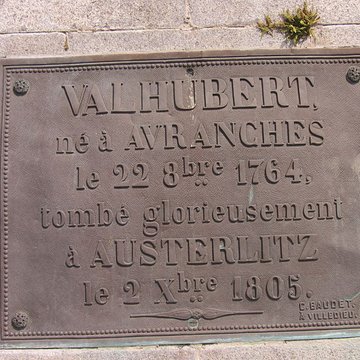 VALHUBERT,
né à AVRANCHES
le 22 8bre 1764,
tombé glorieusement
à AUSTERLITZ
le 2 Xbre 1805.
C. BAUDET.
À VILLEDIEU.